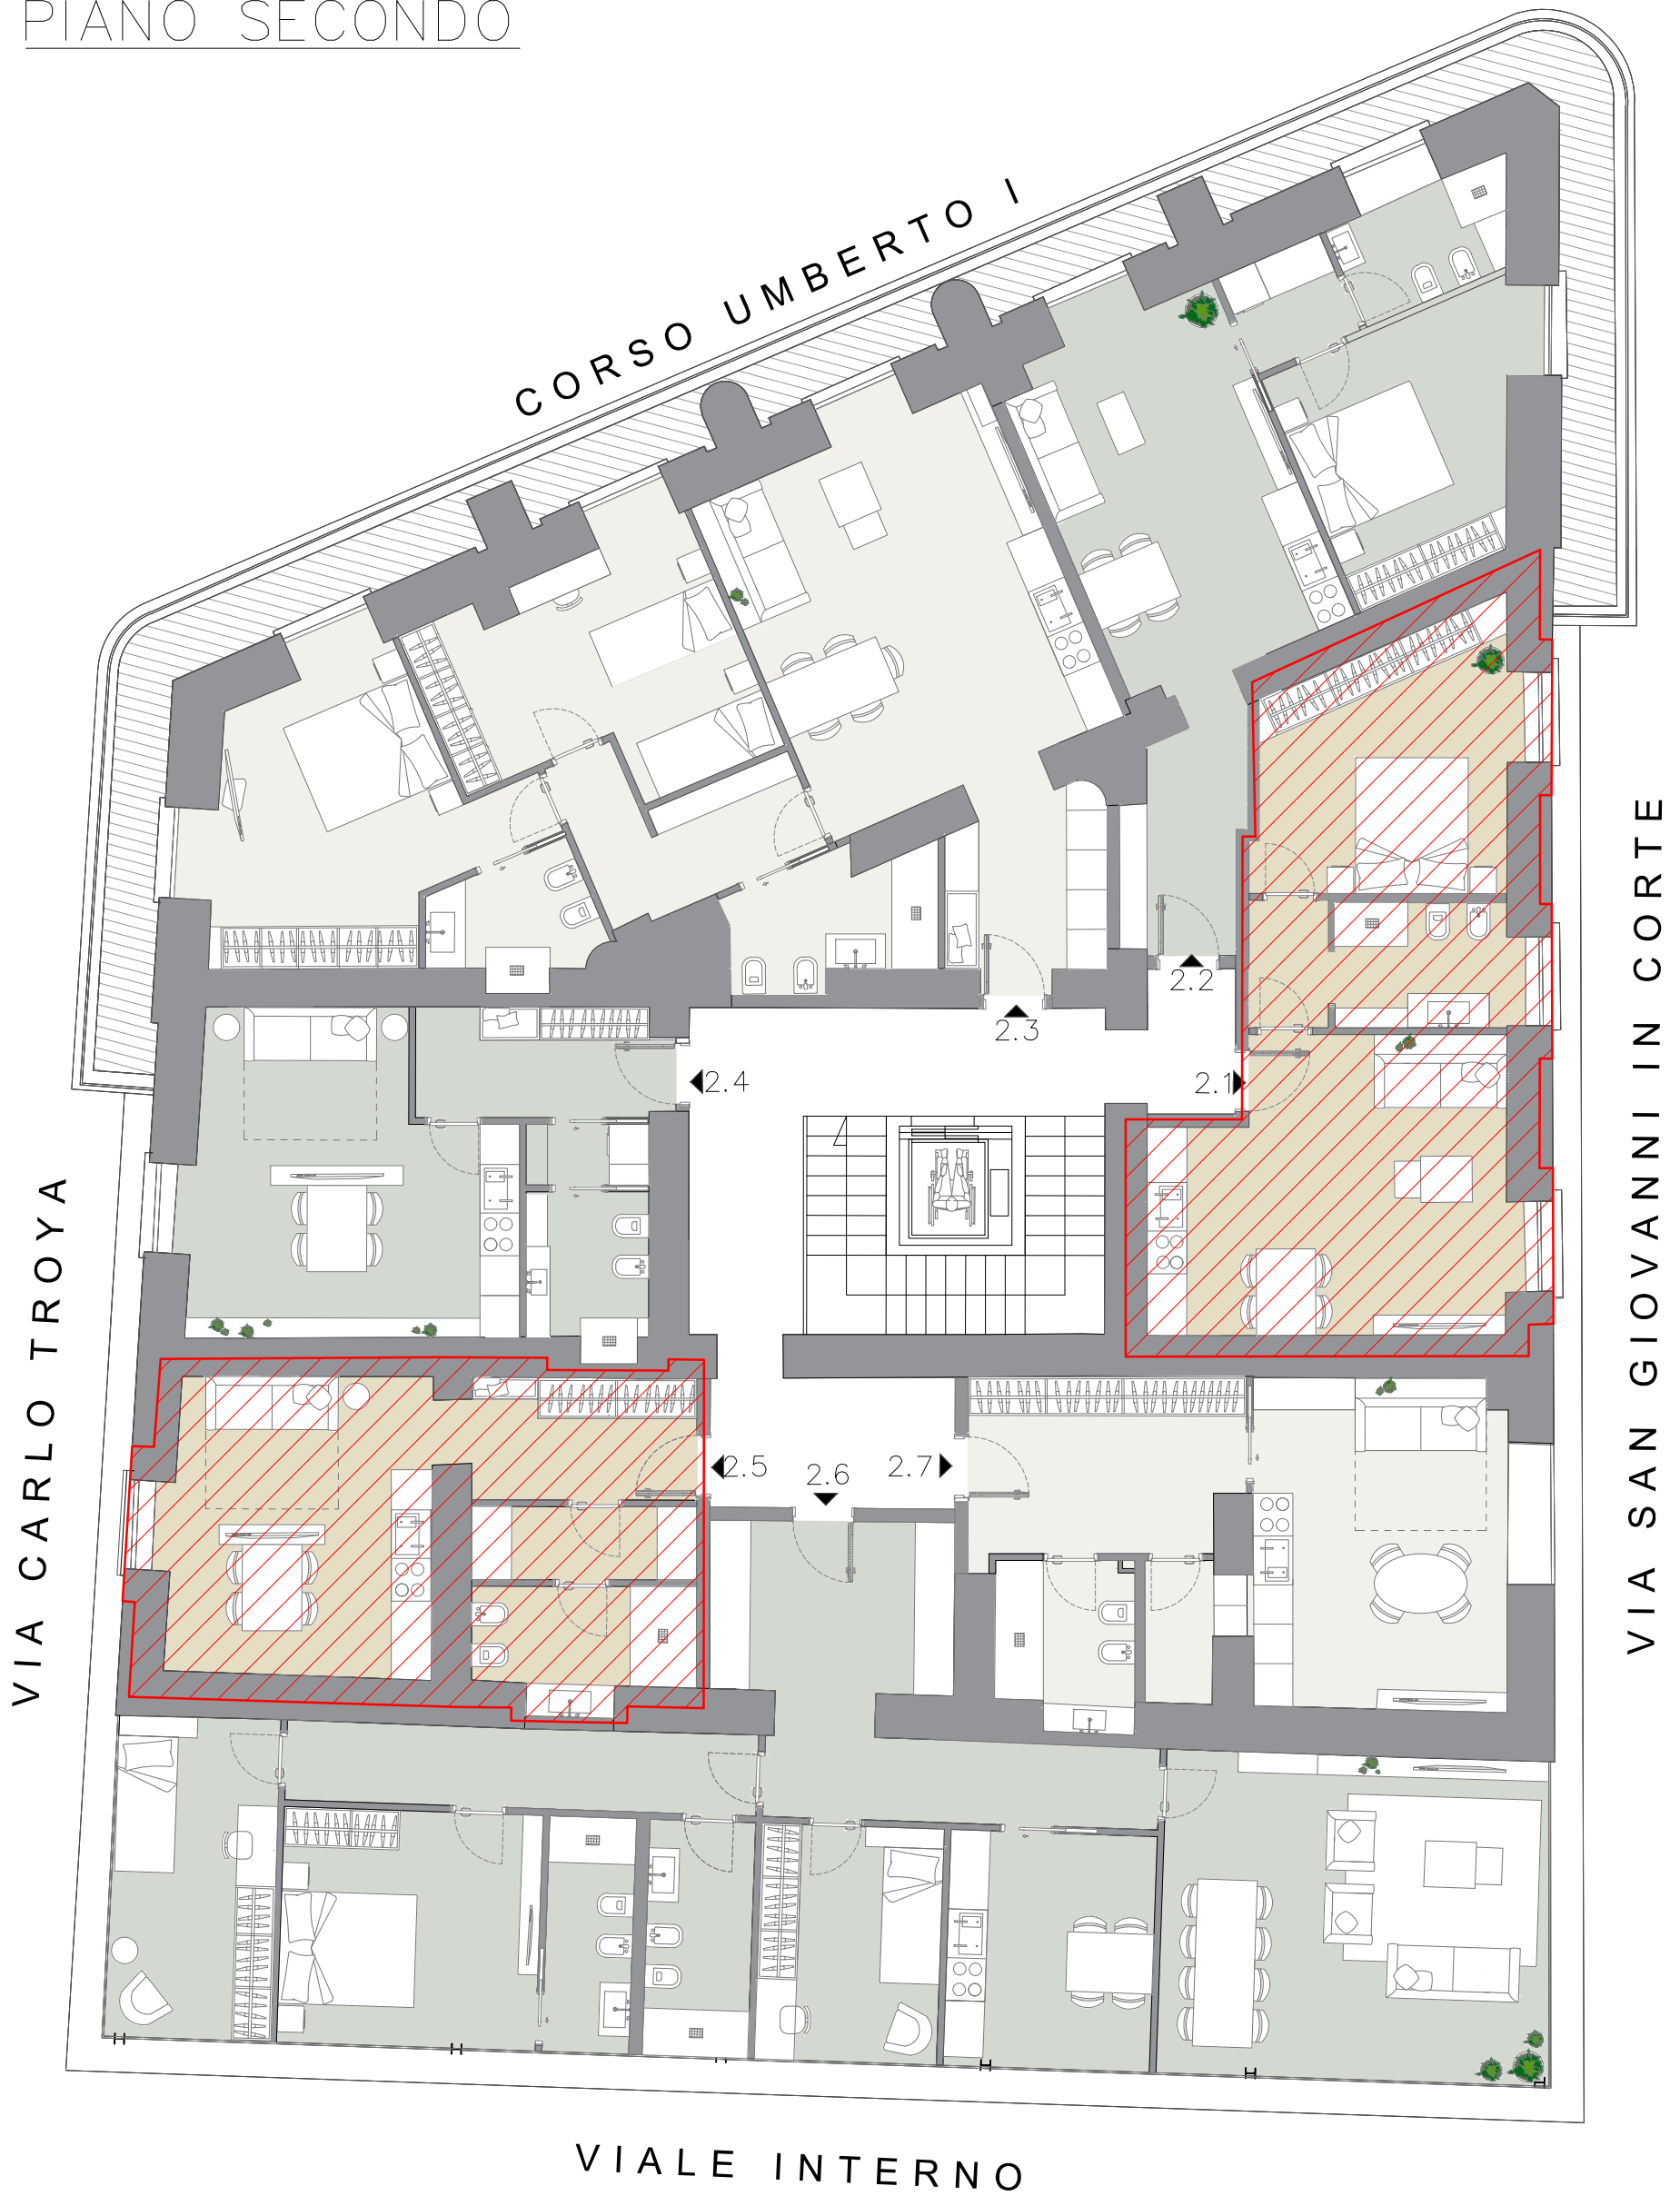 PIANO SECONDO
CORSO UMBERTO I
2.2
2.3
2.4
2.1
2.5
2.6
2.7
VIA CARLO TROYA
VIA SAN GIOVANNI IN CORTE
VIALE INTERNO